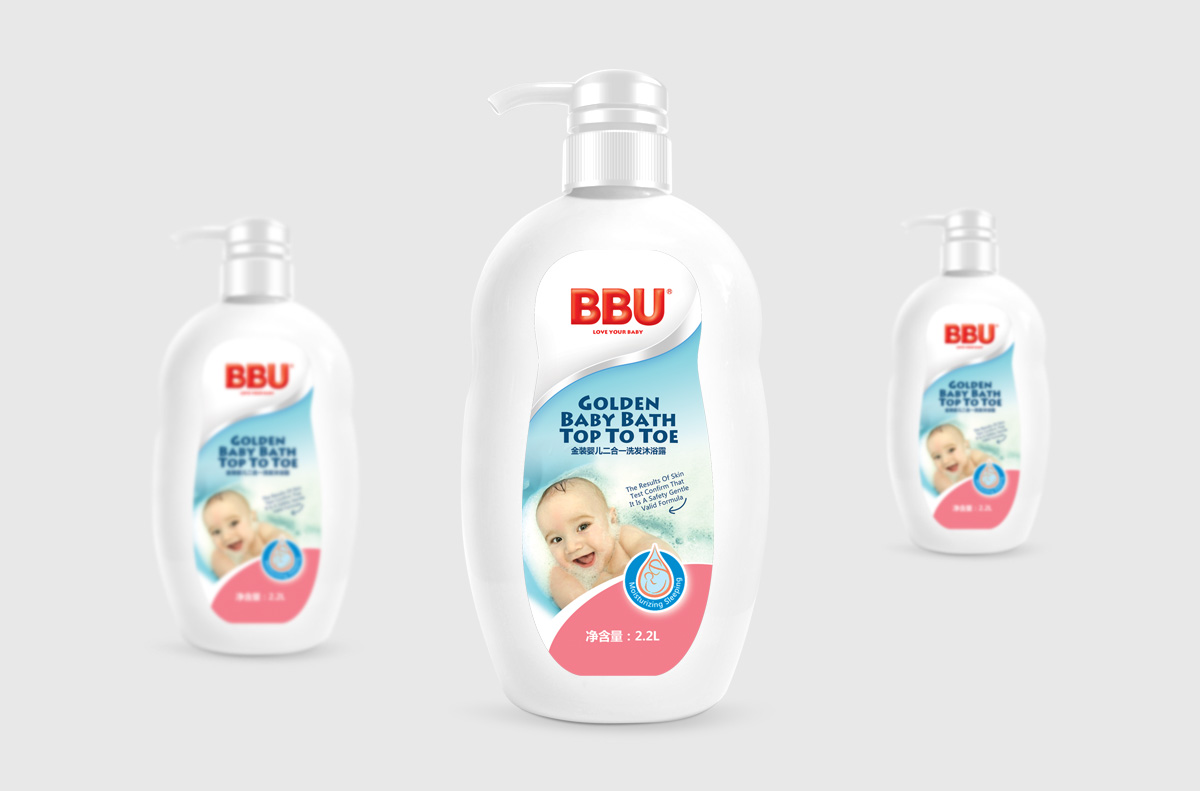 BBU®
LOVE YOUR BABY
GOLDEN
BABY BATH
TOP TO TOE
金装婴儿二合一洗发沐浴露
The Results Of Skin
Test Confirm That
It Is A Safety Gentle
Valid Formula
Moisturizing Sleeping
净含量：2.2L
BBU
GOLDEN
BABY BATH
TOP TO TOE
净含量：2.2L
BBU
GOLDEN
BABY BATH
TOP TO TOE
净含量：2.2L